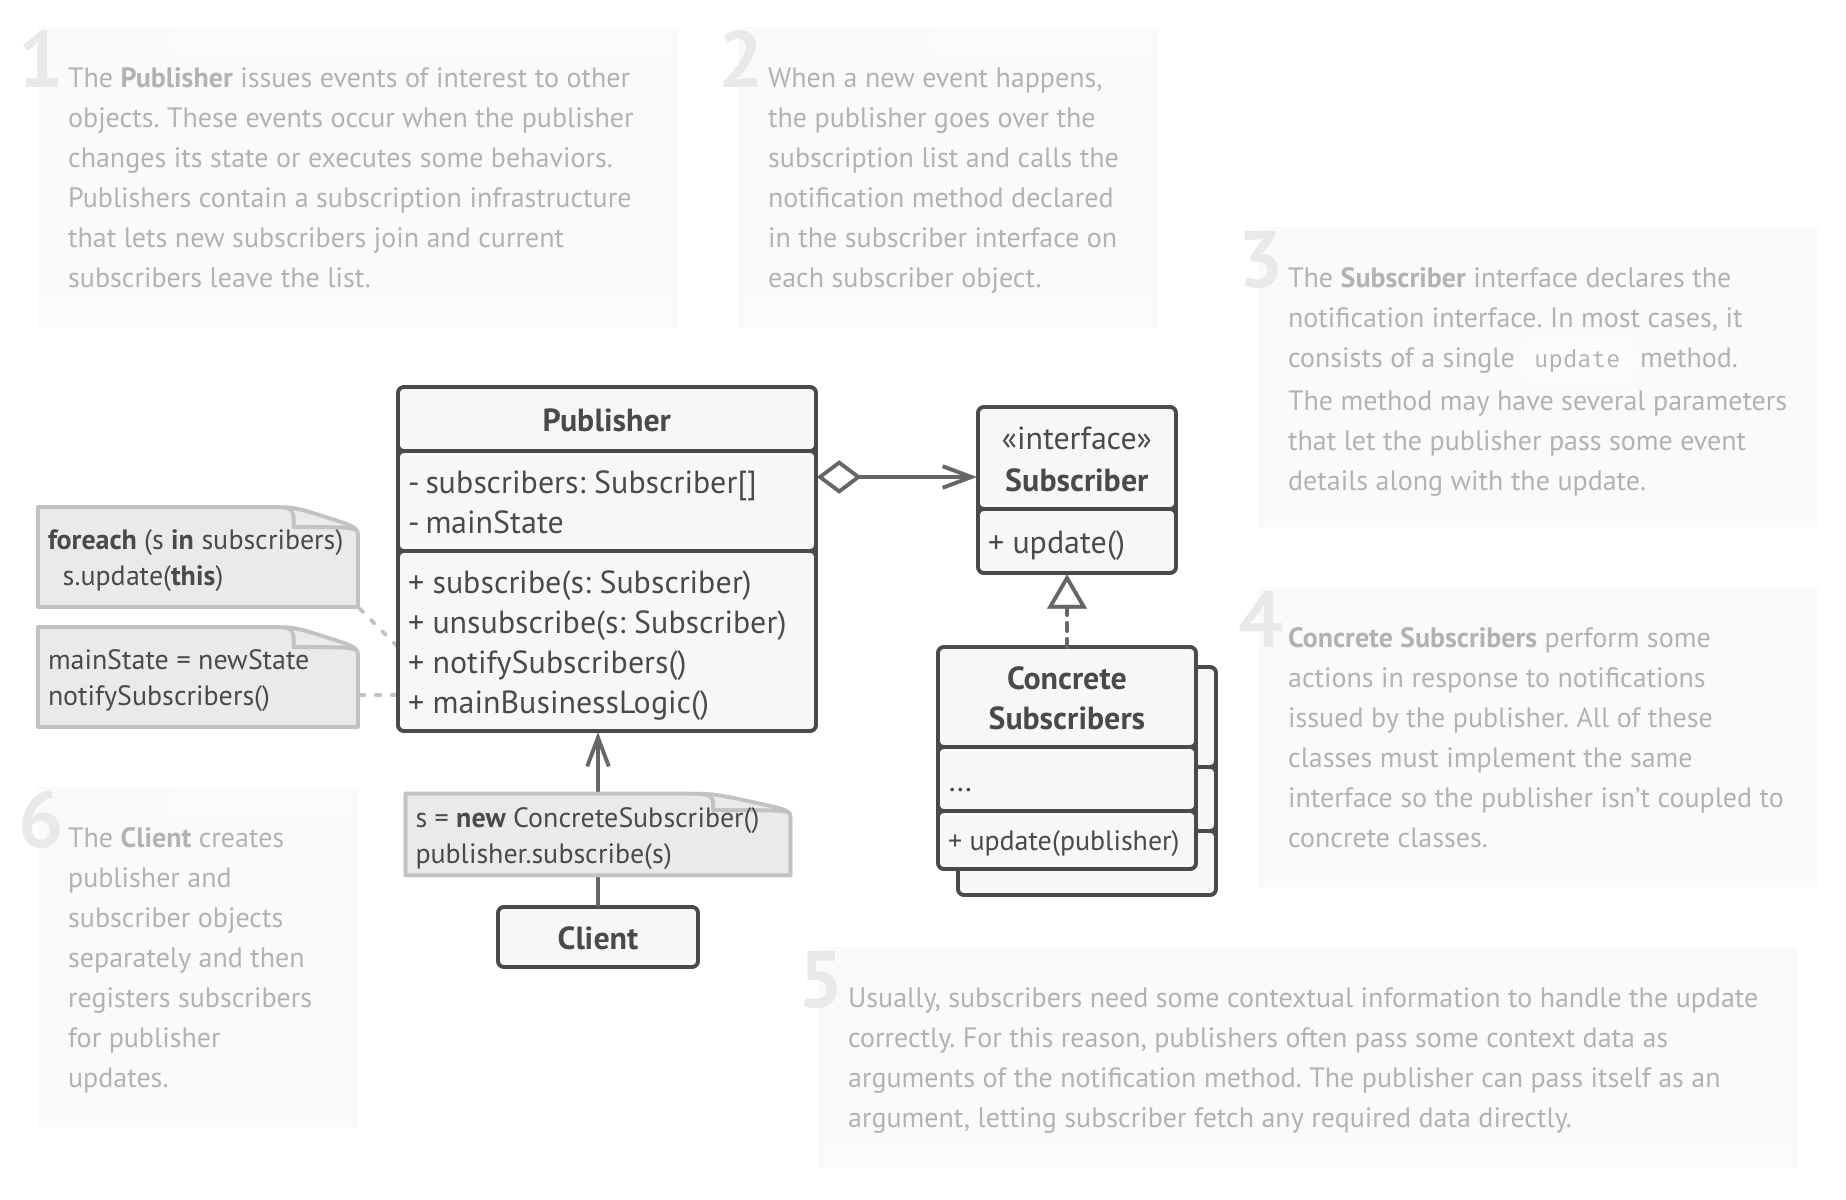 1
The Publisher issues events of interest to other
objects. These events occur when the publisher
changes its state or executes some behaviors.
Publishers contain a subscription infrastructure
that lets new subscribers join and current
subscribers leave the list.
2
When a new event happens,
the publisher goes over the
subscription list and calls the
notification method declared
in the subscriber interface on
each subscriber object.
3
The Subscriber interface declares the
notification interface. In most cases, it
consists of a single update method.
The method may have several parameters
that let the publisher pass some event
details along with the update.
Publisher
- subscribers: Subscriber[]
- mainState
+ subscribe(s: Subscriber)
+ unsubscribe(s: Subscriber)
+ notifySubscribers()
+ mainBusinessLogic()
«interface»
Subscriber
+ update()
foreach (s in subscribers)
s.update(this)
mainState = newState
notifySubscribers()
4
Concrete Subscribers perform some
actions in response to notifications
issued by the publisher. All of these
classes must implement the same
interface so the publisher isn’t coupled to
concrete classes.
Concrete
Subscribers
...
+ update(publisher)
6
The Client creates
publisher and
subscriber objects
separately and then
registers subscribers
for publisher
updates.
s = new ConcreteSubscriber()
publisher.subscribe(s)
Client
5
Usually, subscribers need some contextual information to handle the update
correctly. For this reason, publishers often pass some context data as
arguments of the notification method. The publisher can pass itself as an
argument, letting subscriber fetch any required data directly.